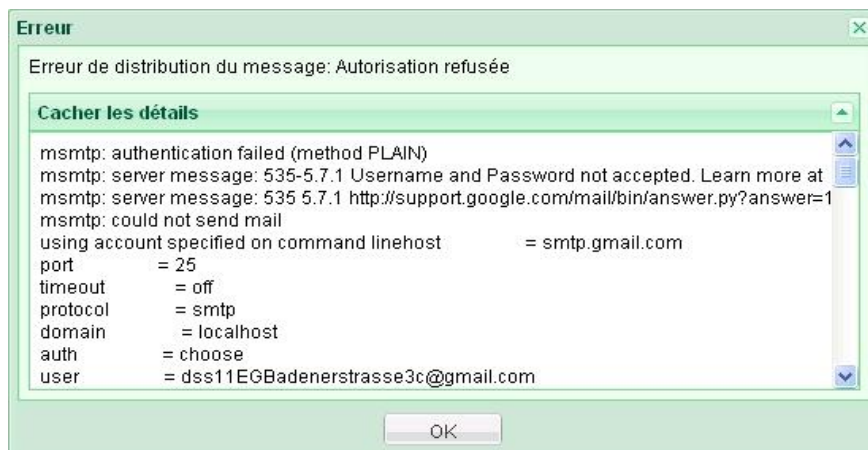 Erreur
Erreur de distribution du message: Autorisation refusée
Cacher les détails
msmtp: authentication failed (method PLAIN)
msmtp: server message: 535-5.7.1 Username and Password not accepted. Learn more at
msmtp: server message: 535 5.7.1 http://support.google.com/mail/bin/answer.py?answer=1
msmtp: could not send mail
using account specified on command linehost = smtp.gmail.com
port = 25
timeout = off
protocol = smtp
domain = localhost
auth = choose
user = dss11EGBadenerstrasse3c@gmail.com
OK